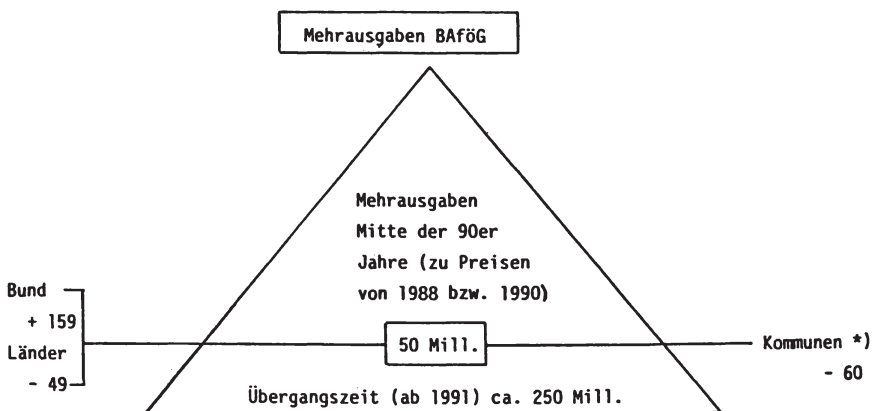 Mehrausgaben BAföG
Mehrausgaben
Mitte der 90er
Jahre (zu Preisen
von 1988 bzw. 1990)
Bund
+ 159
Länder
- 49
50 Mill.
Kommunen *)
- 60
Übergangszeit (ab 1991) ca. 250 Mill.